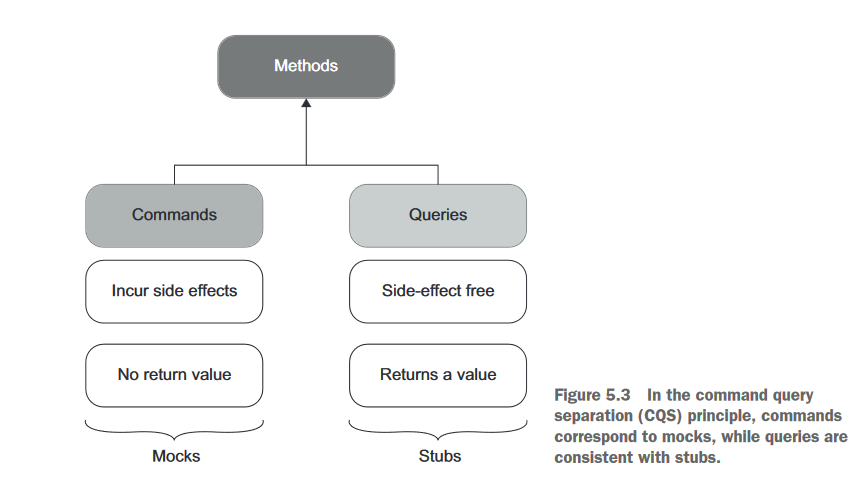 Methods
Commands
Queries
Incur side effects
Side-effect free
No return value
Returns a value
Mocks
Stubs
Figure 5.3 In the command query
separation (CQS) principle, commands
correspond to mocks, while queries are
consistent with stubs.